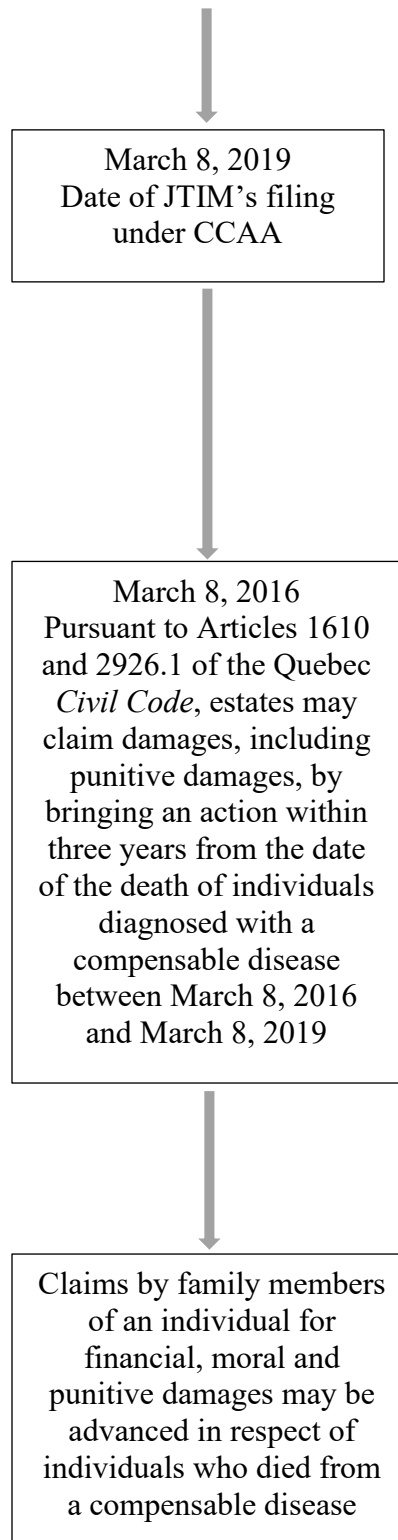 March 8, 2019
Date of JTIM’s filing
under CCAA
March 8, 2016
Pursuant to Articles 1610
and 2926.1 of the Quebec
Civil Code, estates may
claim damages, including
punitive damages, by
bringing an action within
three years from the date
of the death of individuals
diagnosed with a
compensable disease
between March 8, 2016
and March 8, 2019
Claims by family members
of an individual for
financial, moral and
punitive damages may be
advanced in respect of
individuals who died from
a compensable disease